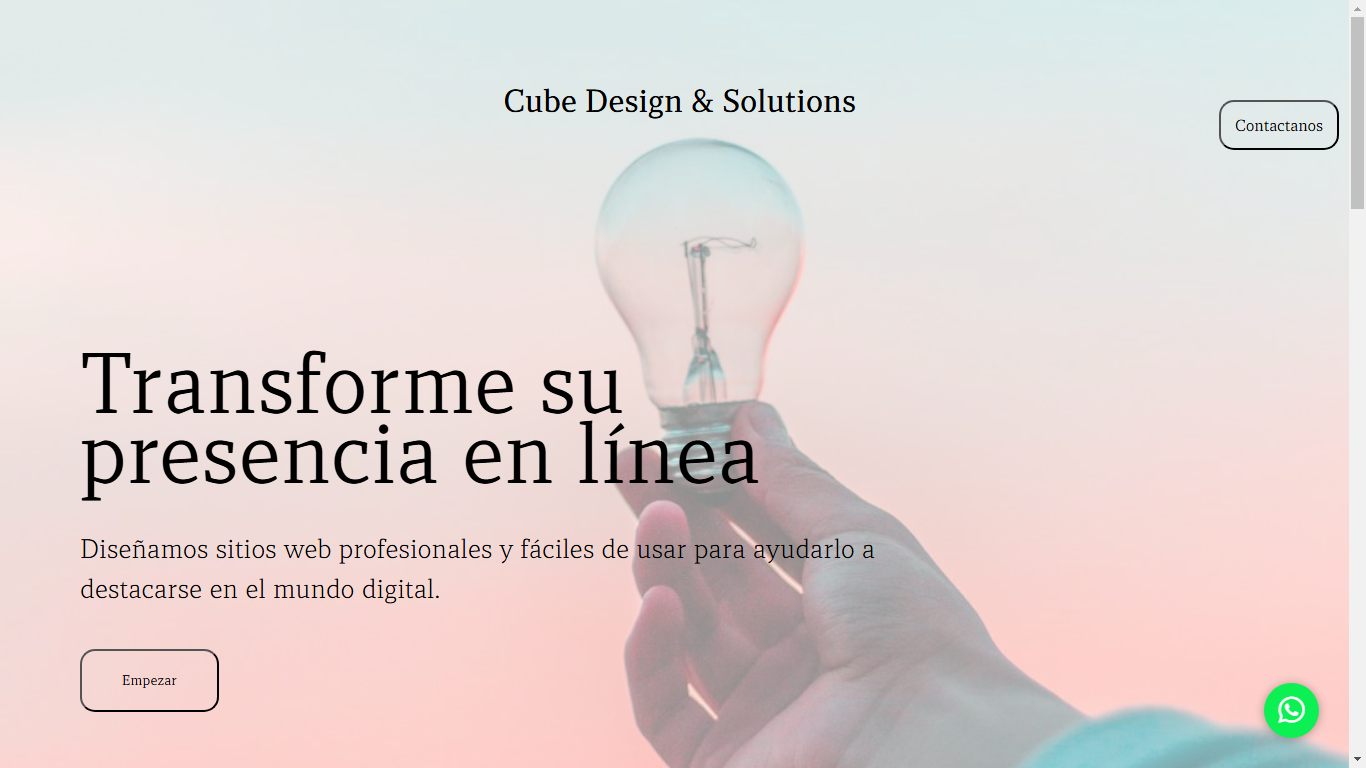 Cube Design & Solutions
Contactanos
Transforme su
presencia en línea
Diseñamos sitios web profesionales y fáciles de usar para ayudarlo a
destacarse en el mundo digital.
Empezar